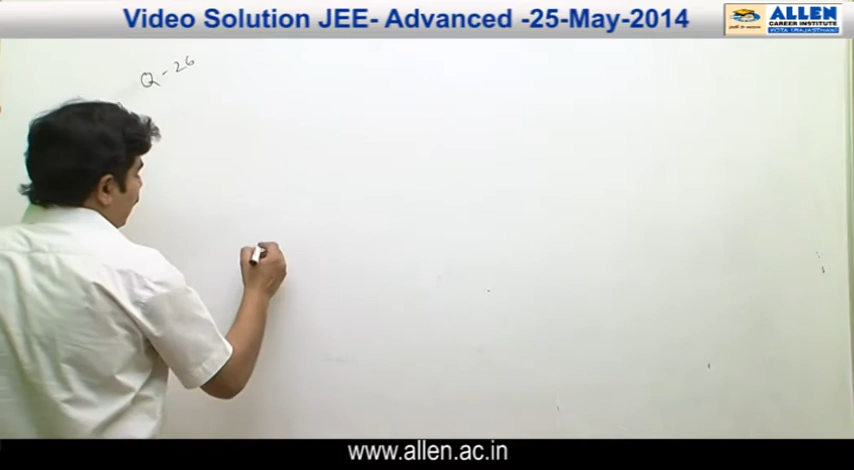 Video Solution JEE- Advanced -25-May-2014
ALLEN
CAREER INSTITUTE
KOTA (RAJASTHAN)
Q - 26
www.allen.ac.in